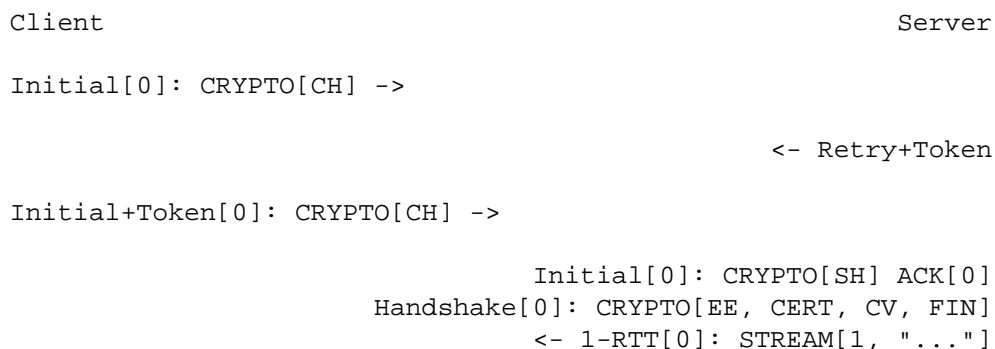 Client                                                  Server
Initial[0]: CRYPTO[CH] ->
<- Retry+Token
Initial+Token[0]: CRYPTO[CH] ->
Initial[0]: CRYPTO[SH] ACK[0]
Handshake[0]: CRYPTO[EE, CERT, CV, FIN]
<- 1-RTT[0]: STREAM[1, "..."]